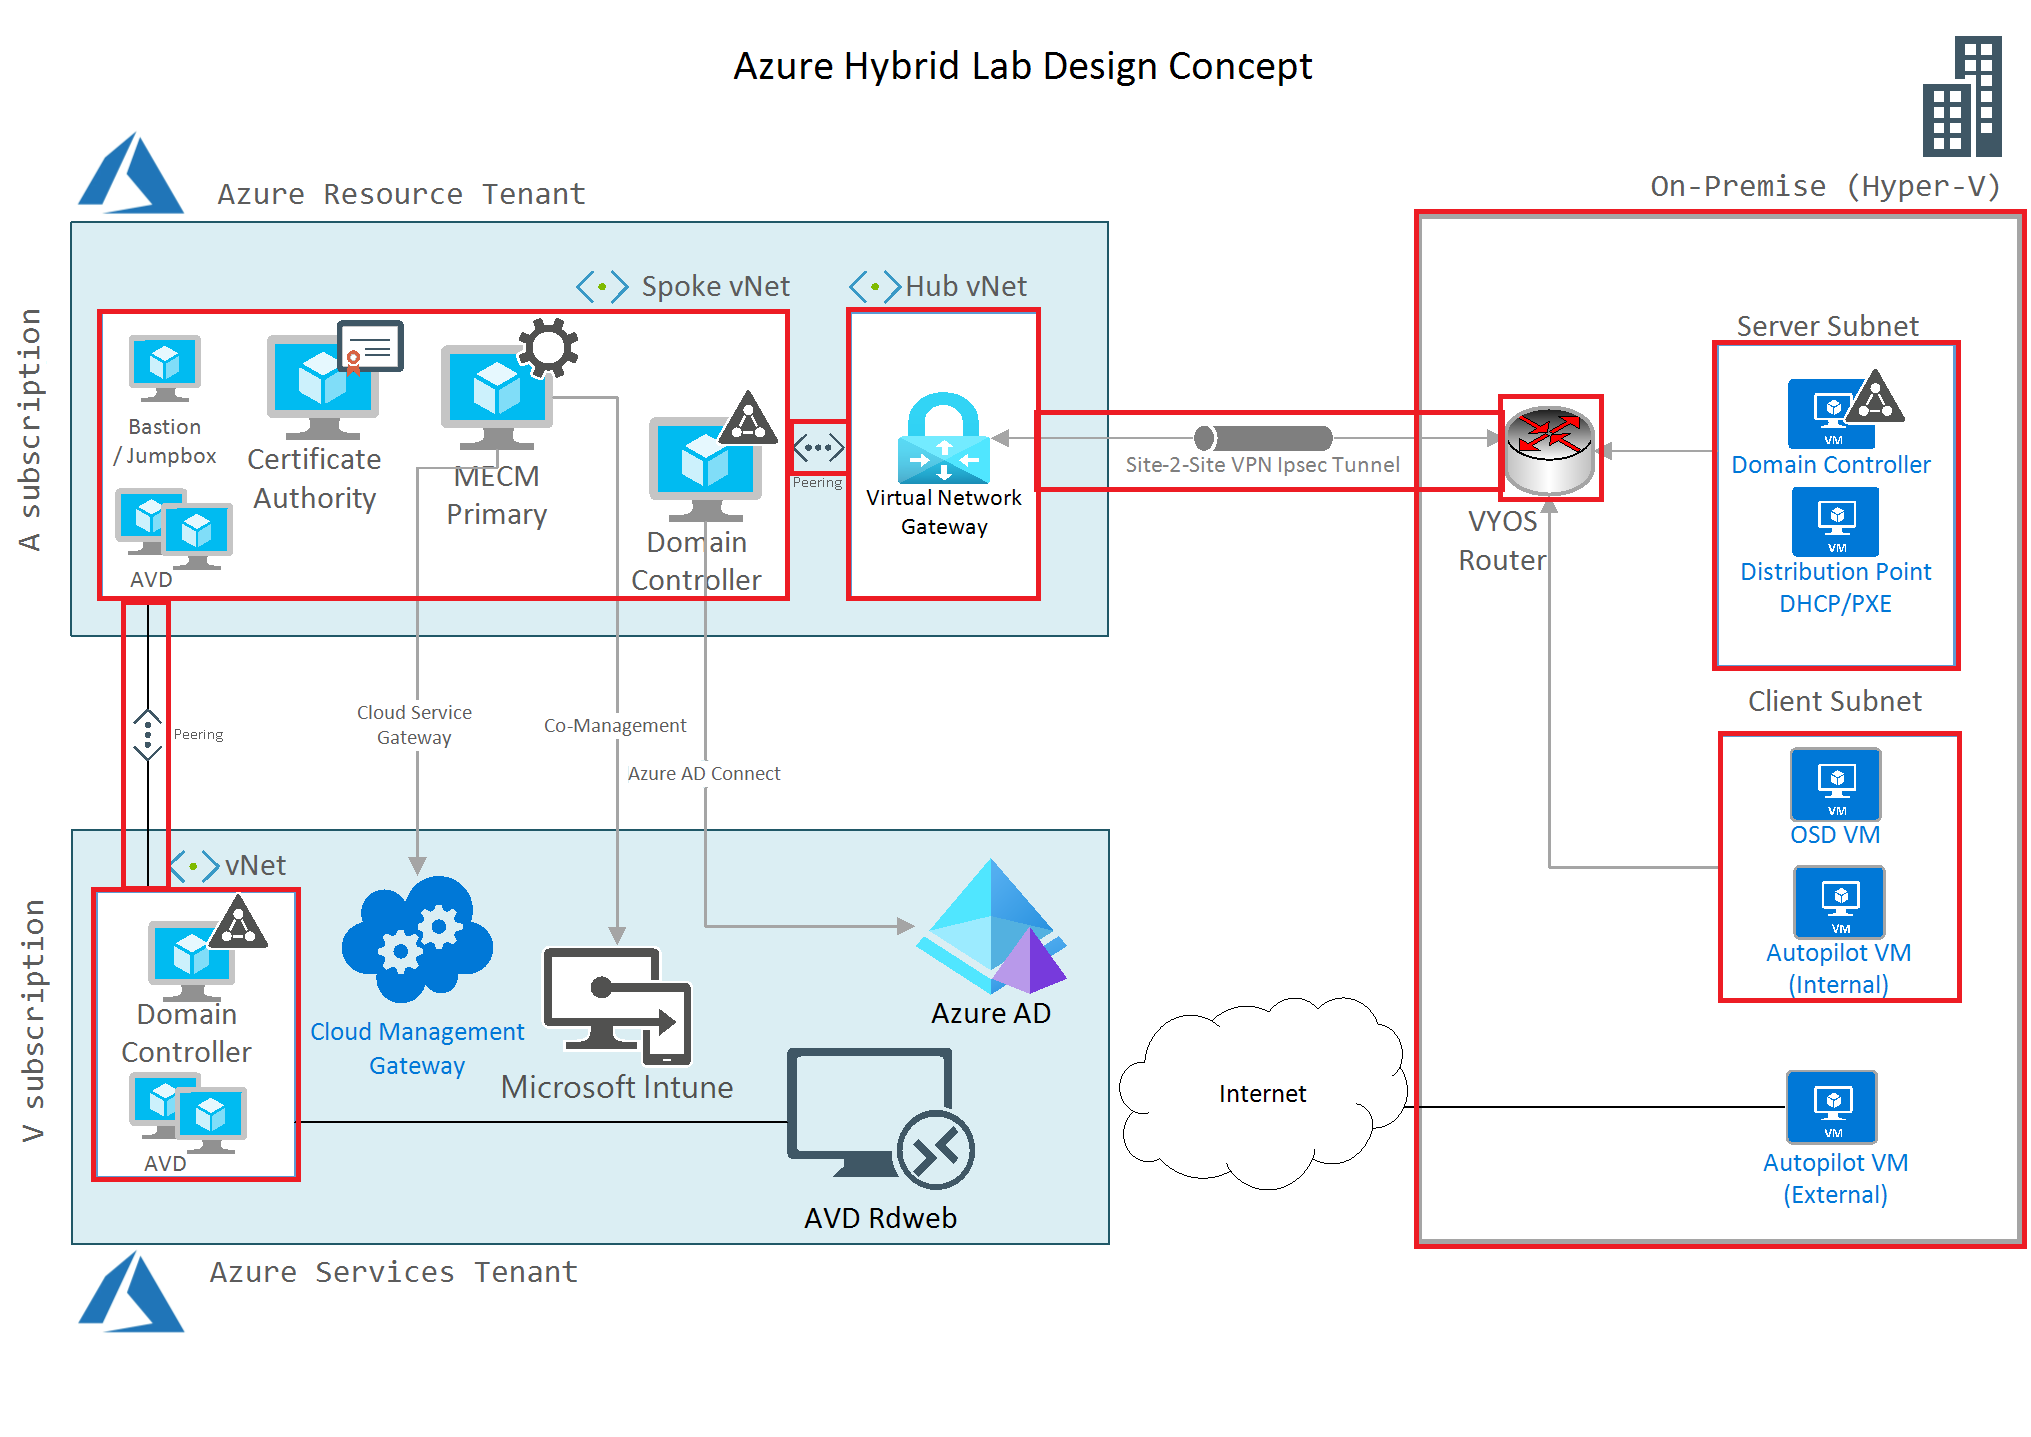 Azure Hybrid Lab Design Concept
Azure Resource Tenant
On-Premise (Hyper-V)
A subscription
Spoke vNet
Hub vNet
Bastion
/ Jumpbox
Certificate
Authority
MECM
Primary
Domain
Controller
AVD
Peering
Virtual Network
Gateway
Site-2-Site VPN Ipsec Tunnel
VYOS
Router
Server Subnet
VM
Domain Controller
VM
Distribution Point
DHCP/PXE
Client Subnet
VM
OSD VM
VM
Autopilot VM
(Internal)
VM
Autopilot VM
(External)
Peering
Cloud Service
Gateway
Co-Management
Azure AD Connect
V subscription
vNet
Domain
Controller
AVD
Cloud Management
Gateway
Microsoft Intune
Azure AD
AVD Rdweb
Internet
Azure Services Tenant